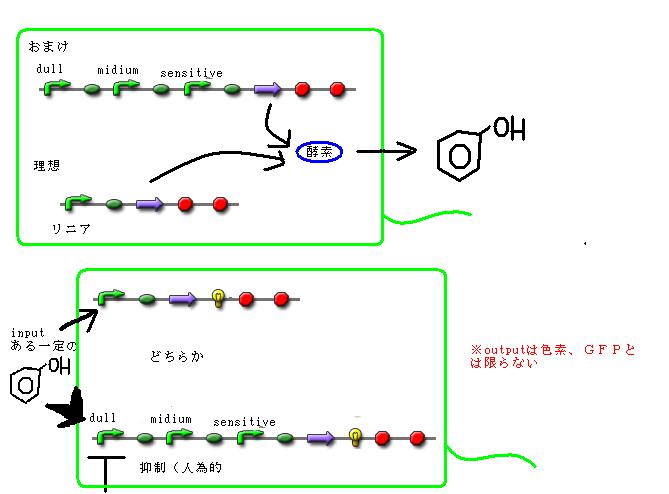 おまけ
dull
midium
sensitive
酵素
OH
理想
リニア
input
ある一定の
OH
どちらか
※outputは色素、ＧＦＰと
は限らない
dull
midium
sensitive
抑制（人為的